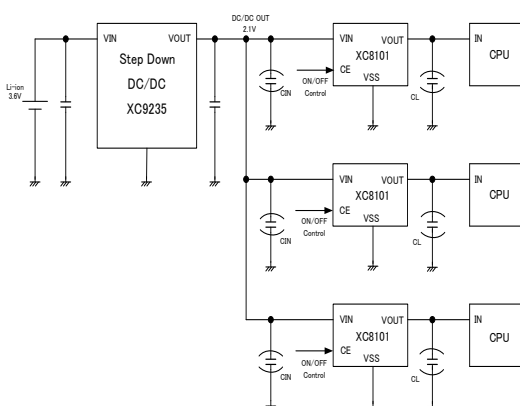 DC/DC OUT
2.1V
VIN
VOUT
Step Down
DC/DC
XC9235
Li-ion
3.6V
VIN
VOUT
XC8101
CE
VSS
ON/OFF
Control
CIN
CL
IN
CPU
VIN
VOUT
XC8101
CE
VSS
ON/OFF
Control
CIN
CL
IN
CPU
VIN
VOUT
XC8101
CE
VSS
ON/OFF
Control
CIN
CL
IN
CPU